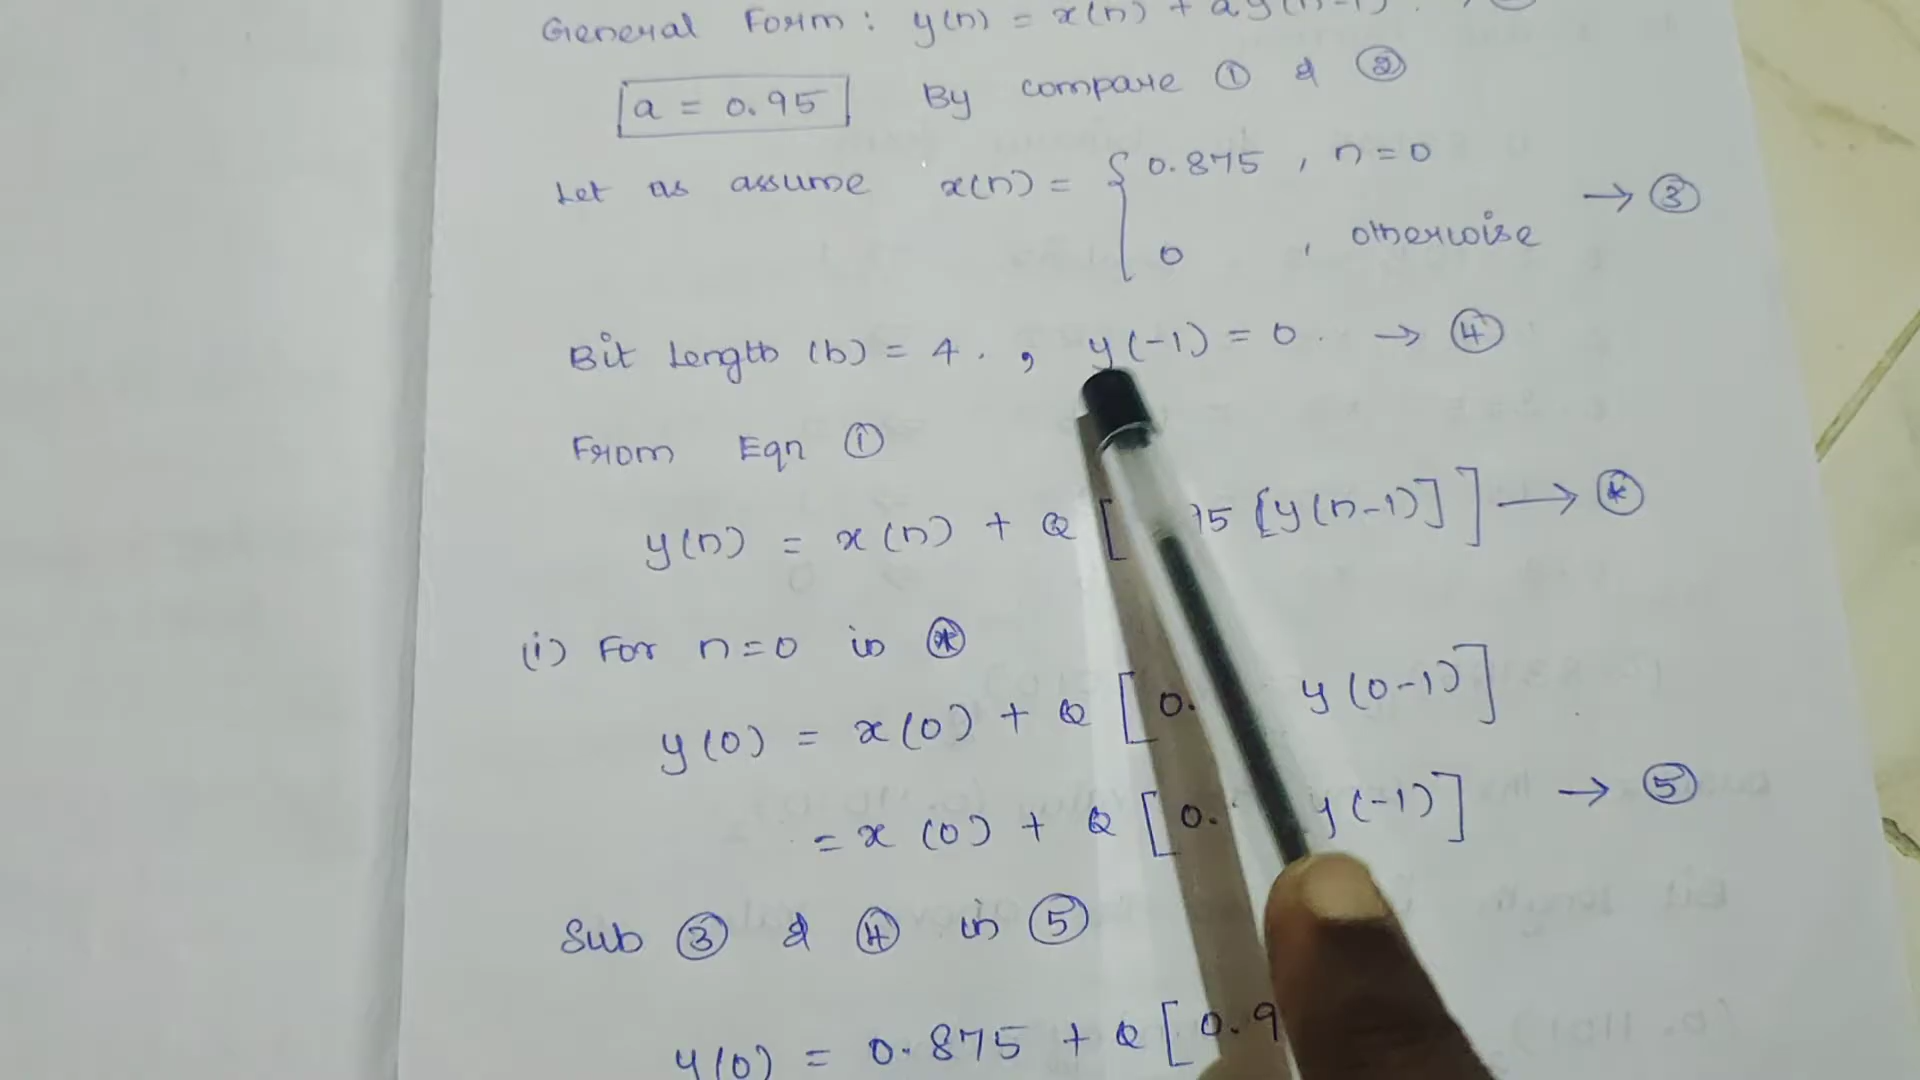 General Form: y(n) = x(n) + ay(n-1)
a = 0.95 By compare ① & ②
Let as assume x(n) = { 0.875 , n=0
0 , otherwise → ③
Bit Length (b) = 4 . , y(-1) = 0 . → ④
From Eqn ①
y(n) = x(n) + Q [ 5 [y(n-1)] ] → ⊛
(i) For n=0 in ⊛
y(0) = x(0) + Q [ 0. y(0-1) ]
= x(0) + Q [ 0. y(-1) ] → ⑤
Sub ③ & ④ in ⑤
y(0) = 0.875 + Q [ 0.9